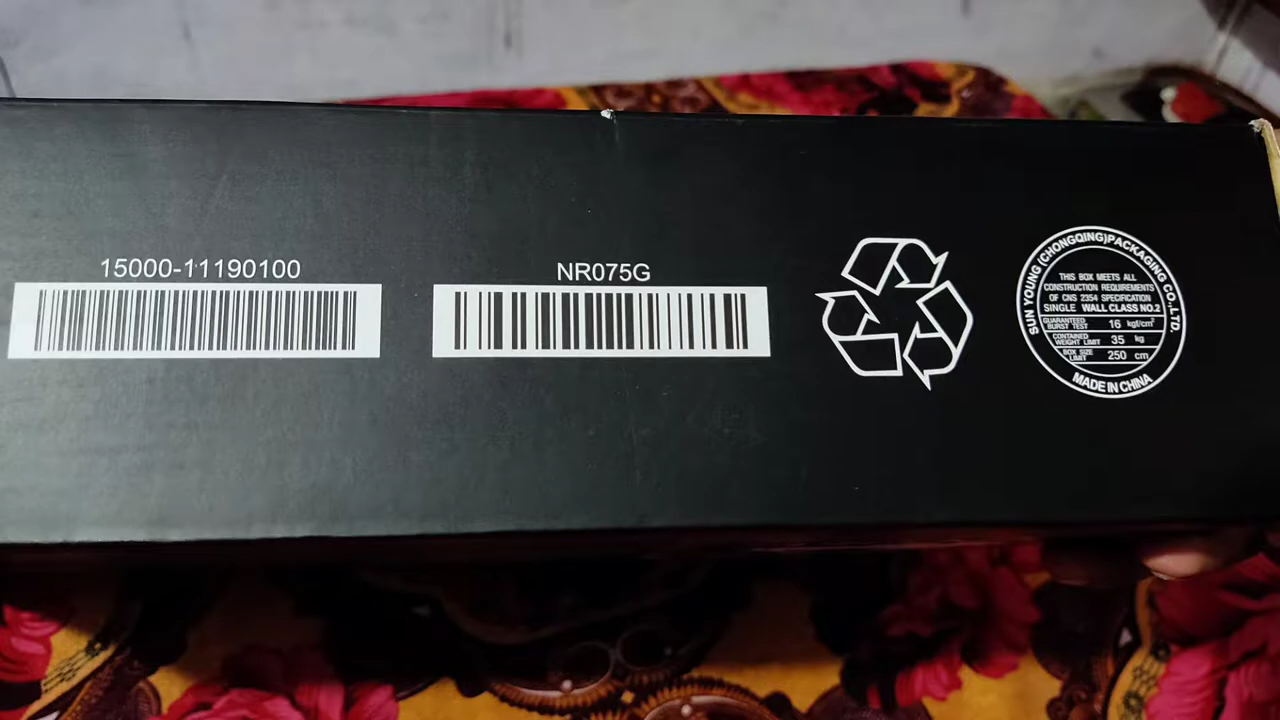 15000-11190100
NR075G
SUN YOUNG (CHONGQING)PACKAGING CO.,LTD.
THIS BOX MEETS ALL
CONSTRUCTION REQUIREMENTS
OF CNS 2354 SPECIFICATION
SINGLE WALL CLASS NO.2
GUARANTEED
BURST TEST 16 kgf/cm²
CONTAINED
WEIGHT LIMIT 35 kg
BOX SIZE
LIMIT 250 cm
MADE IN CHINA